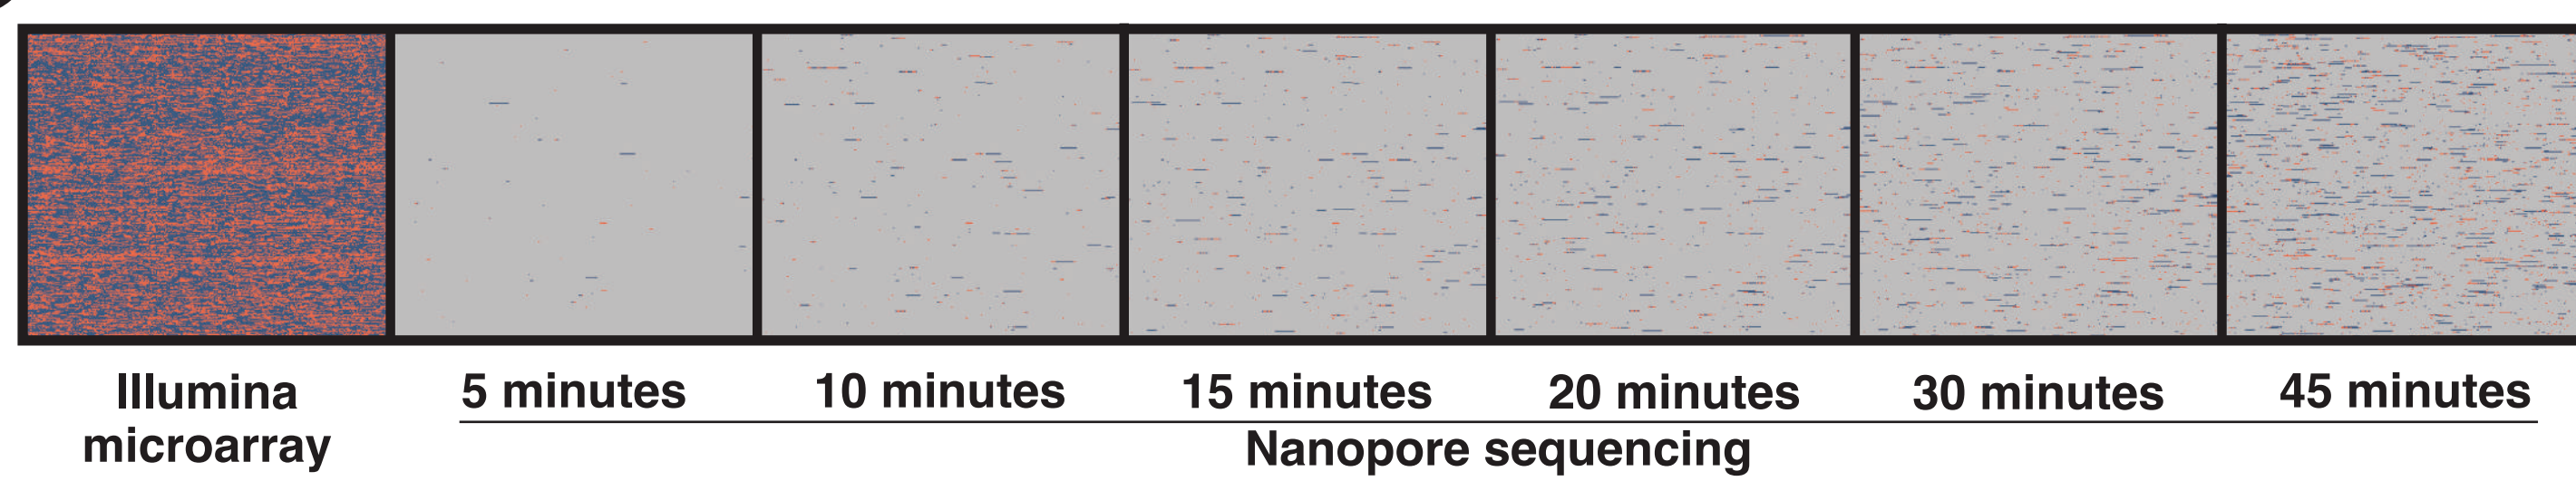 Illumina
microarray
5 minutes
10 minutes
15 minutes
20 minutes
30 minutes
45 minutes
Nanopore sequencing